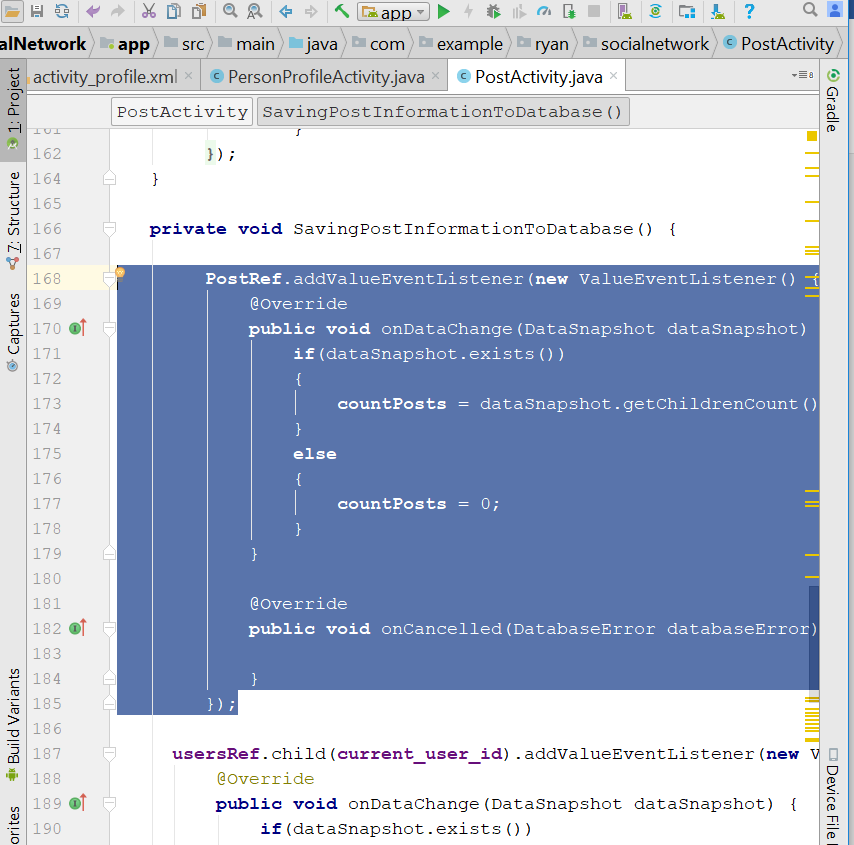 app
alNetwork app src main java com example ryan socialnetwork PostActivity
activity_profile.xml PersonProfileActivity.java PostActivity.java
PostActivity SavingPostInformationToDatabase()
1: Project
7: Structure
Captures
Build Variants
orites
161 }
162 });
164 }
165
166 private void SavingPostInformationToDatabase() {
167
168 PostRef.addValueEventListener(new ValueEventListener() {
169 @Override
170 public void onDataChange(DataSnapshot dataSnapshot)
171 if(dataSnapshot.exists())
172 {
173 countPosts = dataSnapshot.getChildrenCount()
174 }
175 else
176 {
177 countPosts = 0;
178 }
179 }
180
181 @Override
182 public void onCancelled(DatabaseError databaseError)
183
184 }
185 });
186
187 usersRef.child(current_user_id).addValueEventListener(new V
188 @Override
189 public void onDataChange(DataSnapshot dataSnapshot) {
190 if(dataSnapshot.exists())
8
Gradle
Device File